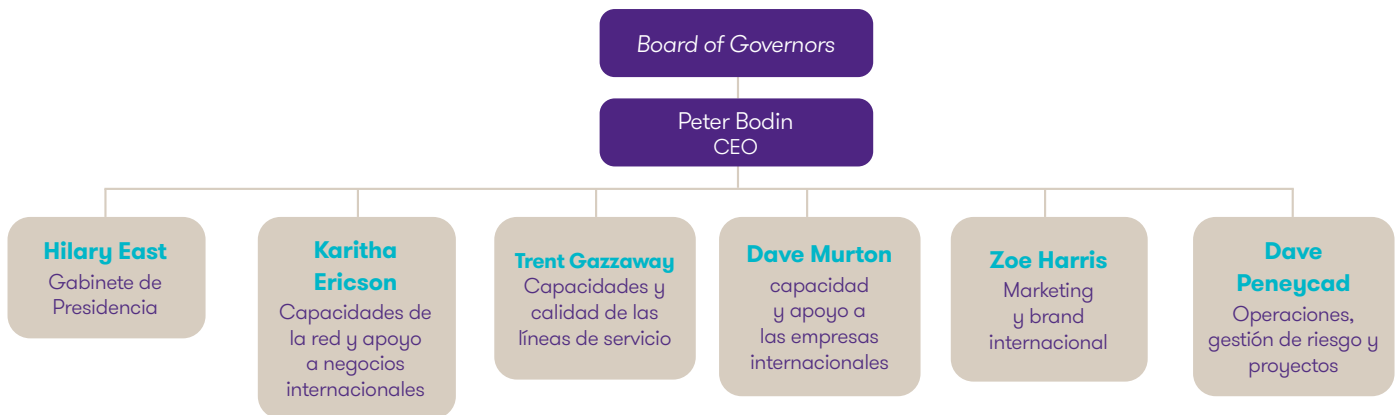 Board of Governors
Peter Bodin
CEO
Hilary East
Gabinete de
Presidencia
Karitha
Ericson
Capacidades de
la red y apoyo
a negocios
internacionales
Trent Gazzaway
Capacidades y
calidad de las
líneas de servicio
Dave Murton
capacidad
y apoyo a
las empresas
internacionales
Zoe Harris
Marketing
y brand
internacional
Dave
Peneycad
Operaciones,
gestión de riesgo y
proyectos